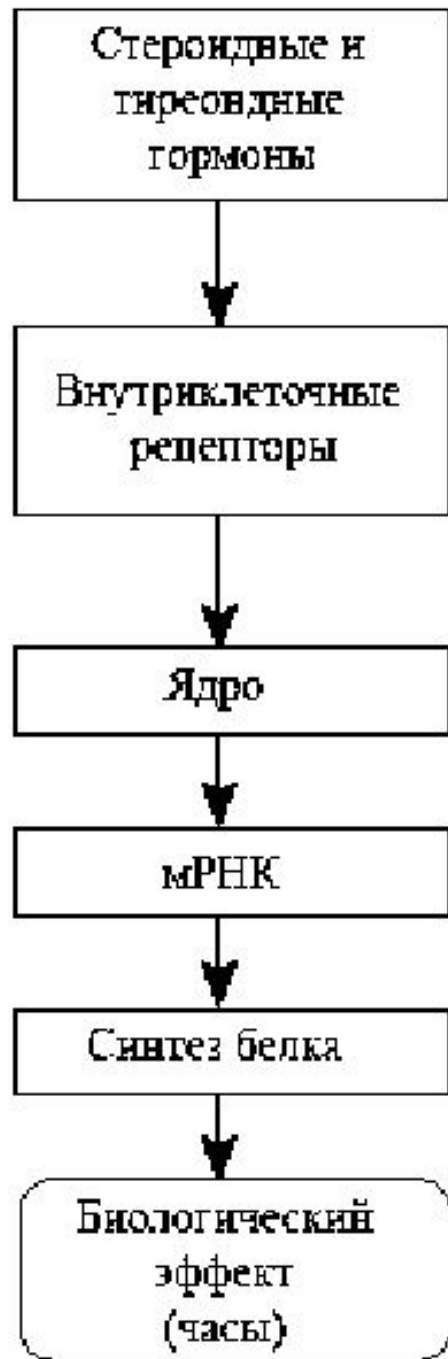 Стероидные и
тиреоидные
гормоны
Внутриклеточные
рецепторы
Ядро
мРНК
Синтез белка
Биологический
эффект
(часы)